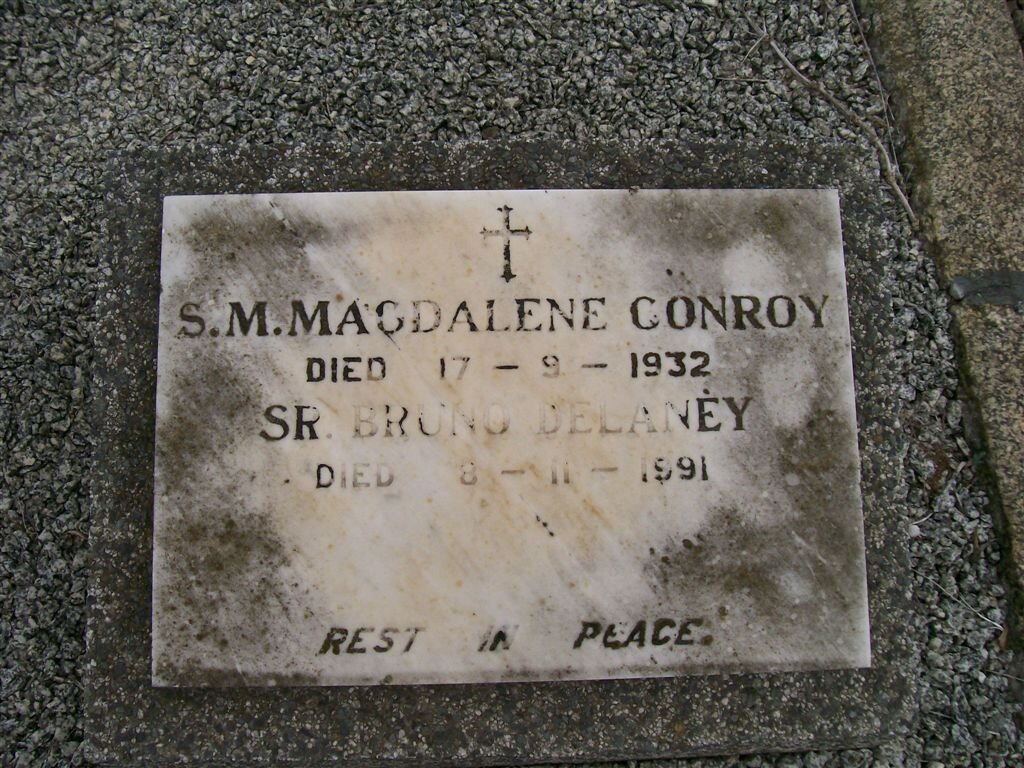 S. M. MAGDALENE CONROY
DIED 17 – 9 – 1932
SR. BRUNO DELANEY
DIED 8 – 11 – 1991
REST IN PEACE.